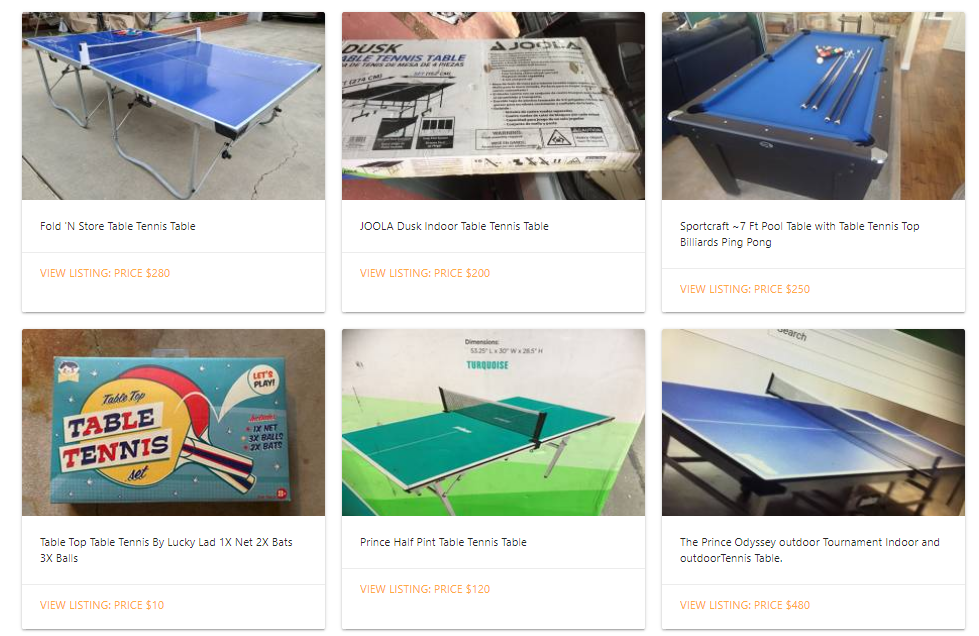 DUSK
TABLE TENNIS TABLE
JOOLA
WARNING
CAUTION
Fold 'N Store Table Tennis Table
JOOLA Dusk Indoor Table Tennis Table
Sportcraft ~7 Ft Pool Table with Table Tennis Top
Billiards Ping Pong
VIEW LISTING: PRICE $280
VIEW LISTING: PRICE $200
VIEW LISTING: PRICE $250
Table Top
TABLE
TENNIS
set
LET'S
PLAY!
Includes
1X NET
3X BALLS
2X BATS
Dimensions:
53.25" L x 30" W x 28.5" H
TURQUOISE
Search
Table Top Table Tennis By Lucky Lad 1X Net 2X Bats
3X Balls
Prince Half Pint Table Tennis Table
The Prince Odyssey outdoor Tournament Indoor and
outdoorTennis Table.
VIEW LISTING: PRICE $10
VIEW LISTING: PRICE $120
VIEW LISTING: PRICE $480